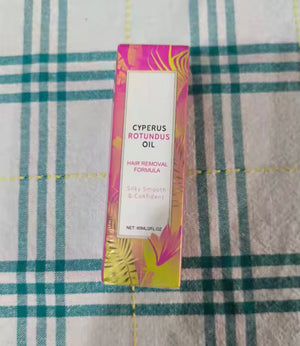 CYPERUS
ROTUNDUS
OIL
HAIR REMOVAL
FORMULA
Silky Smooth
& Confident